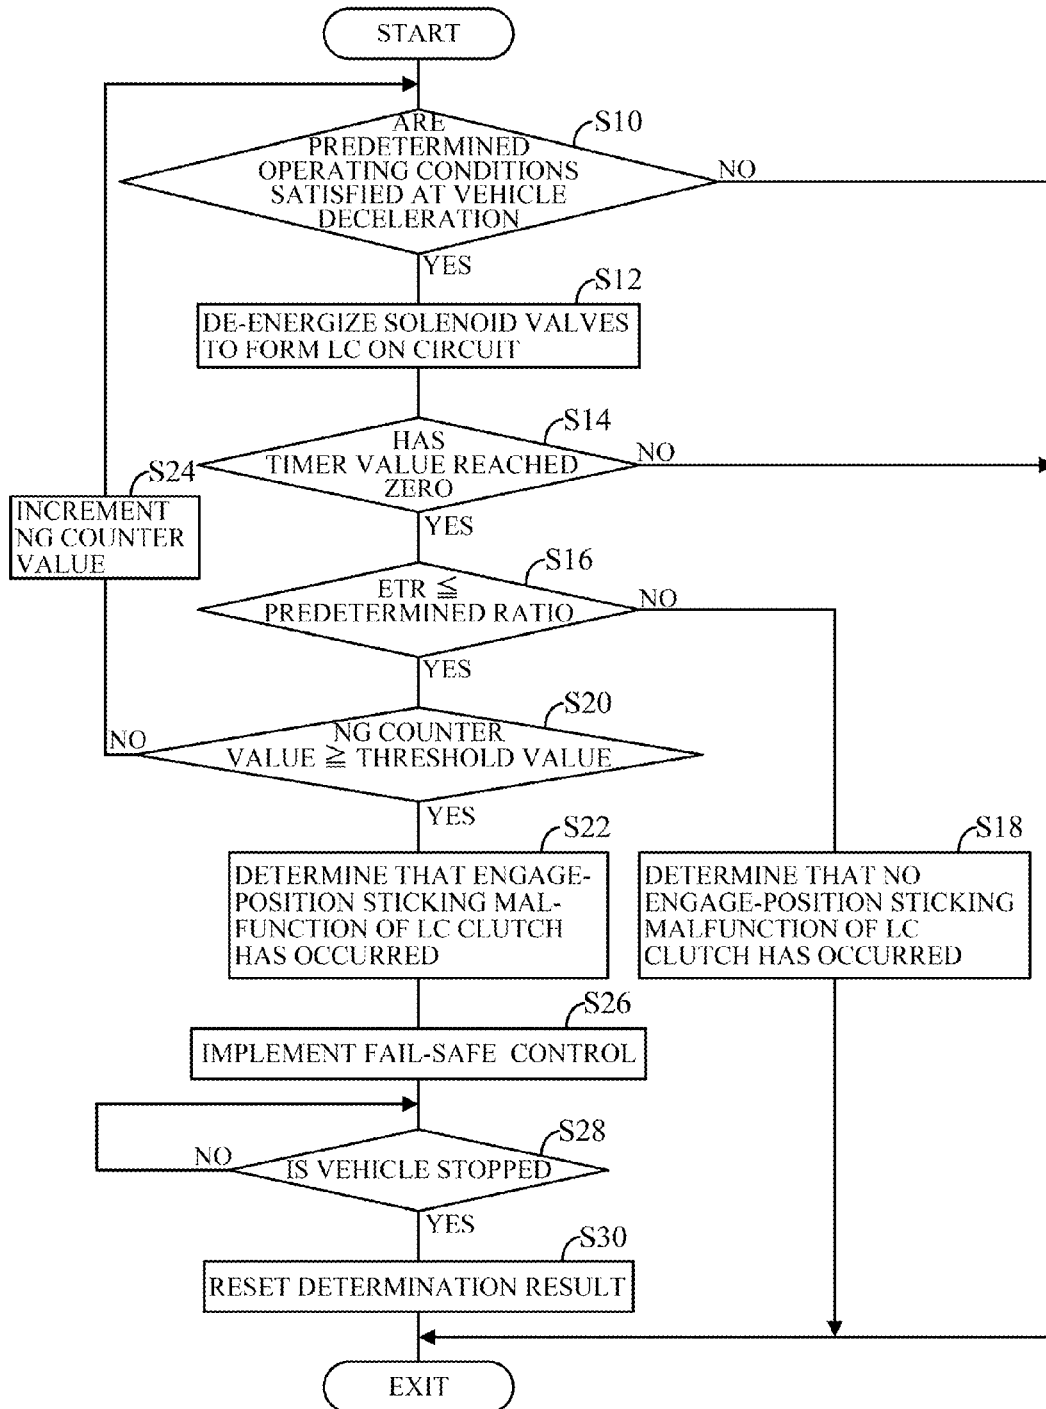 START
S10
ARE
PREDETERMINED
OPERATING CONDITIONS
SATISFIED AT VEHICLE
DECELERATION
NO
YES
S12
DE-ENERGIZE SOLENOID VALVES
TO FORM LC ON CIRCUIT
S14
HAS
TIMER VALUE REACHED
ZERO
NO
YES
S24
INCREMENT
NG COUNTER
VALUE
S16
ETR ≦
PREDETERMINED RATIO
NO
YES
S20
NG COUNTER
VALUE ≧ THRESHOLD VALUE
NO
YES
S22
DETERMINE THAT ENGAGE-
POSITION STICKING MAL-
FUNCTION OF LC CLUTCH
HAS OCCURRED
S18
DETERMINE THAT NO
ENGAGE-POSITION STICKING
MALFUNCTION OF LC
CLUTCH HAS OCCURRED
S26
IMPLEMENT FAIL-SAFE CONTROL
S28
IS VEHICLE STOPPED
NO
YES
S30
RESET DETERMINATION RESULT
EXIT